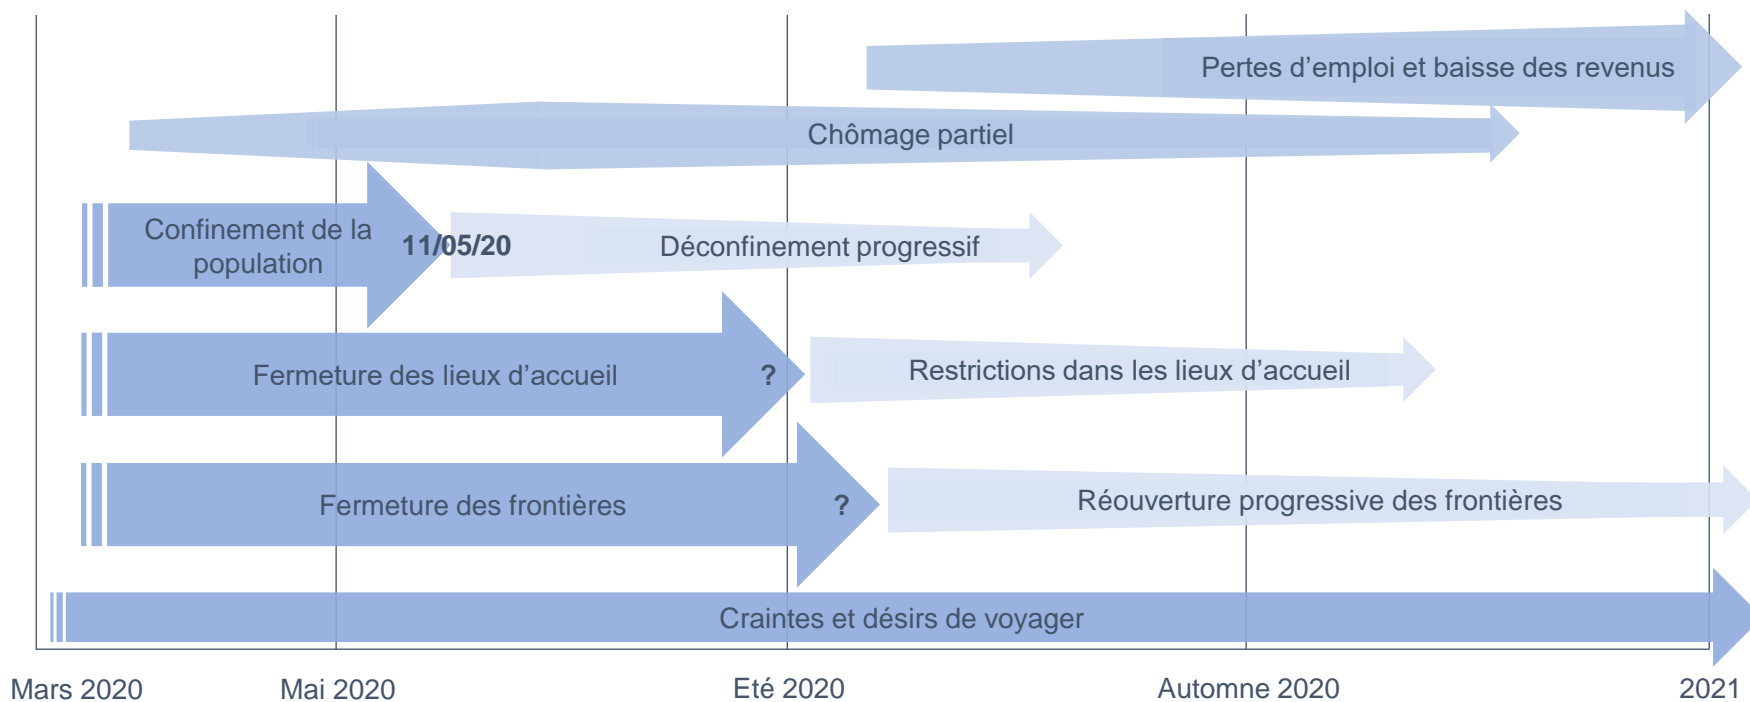 Pertes d’emploi et baisse des revenus
Chômage partiel
Confinement de la
population
11/05/20
Déconfinement progressif
Fermeture des lieux d’accueil
?
Restrictions dans les lieux d’accueil
Fermeture des frontières
?
Réouverture progressive des frontières
Craintes et désirs de voyager
Mars 2020
Mai 2020
Eté 2020
Automne 2020
2021